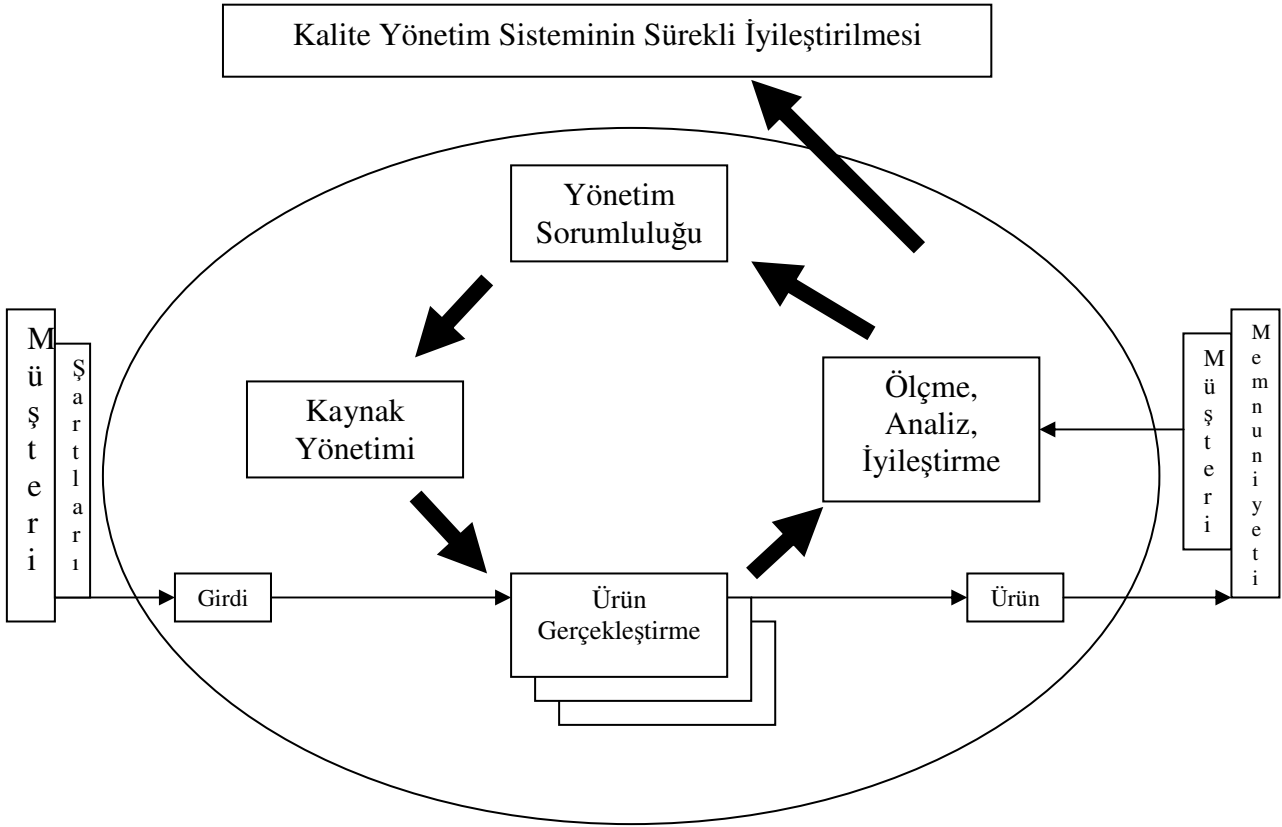 Kalite Yönetim Sisteminin Sürekli İyileştirilmesi
Yönetim
Sorumluluğu
Müşteri
Şartları
Kaynak
Yönetimi
Ölçme,
Analiz,
İyileştirme
Müşteri
Memnuniyeti
Girdi
Ürün
Gerçekleştirme
Ürün